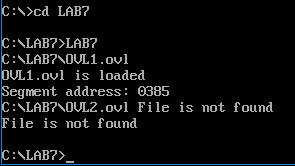 C:\>cd LAB7
C:\LAB7>LAB7
C:\LAB7\OVL1.ovl
OVL1.ovl is loaded
Segment address: 0385
C:\LAB7\OVL2.ovl File is not found
File is not found
C:\LAB7>_